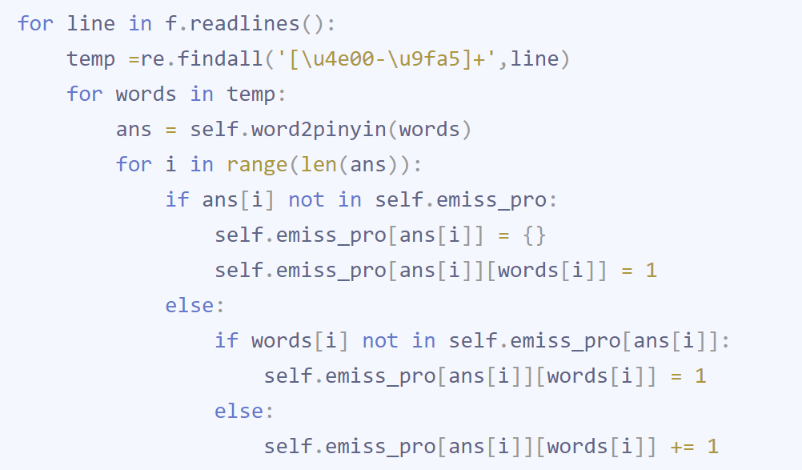 for line in f.readlines():
    temp =re.findall('[\u4e00-\u9fa5]+',line)
    for words in temp:
        ans = self.word2pinyin(words)
        for i in range(len(ans)):
            if ans[i] not in self.emiss_pro:
                self.emiss_pro[ans[i]] = {}
                self.emiss_pro[ans[i]][words[i]] = 1
            else:
                if words[i] not in self.emiss_pro[ans[i]]:
                    self.emiss_pro[ans[i]][words[i]] = 1
                else:
                    self.emiss_pro[ans[i]][words[i]] += 1